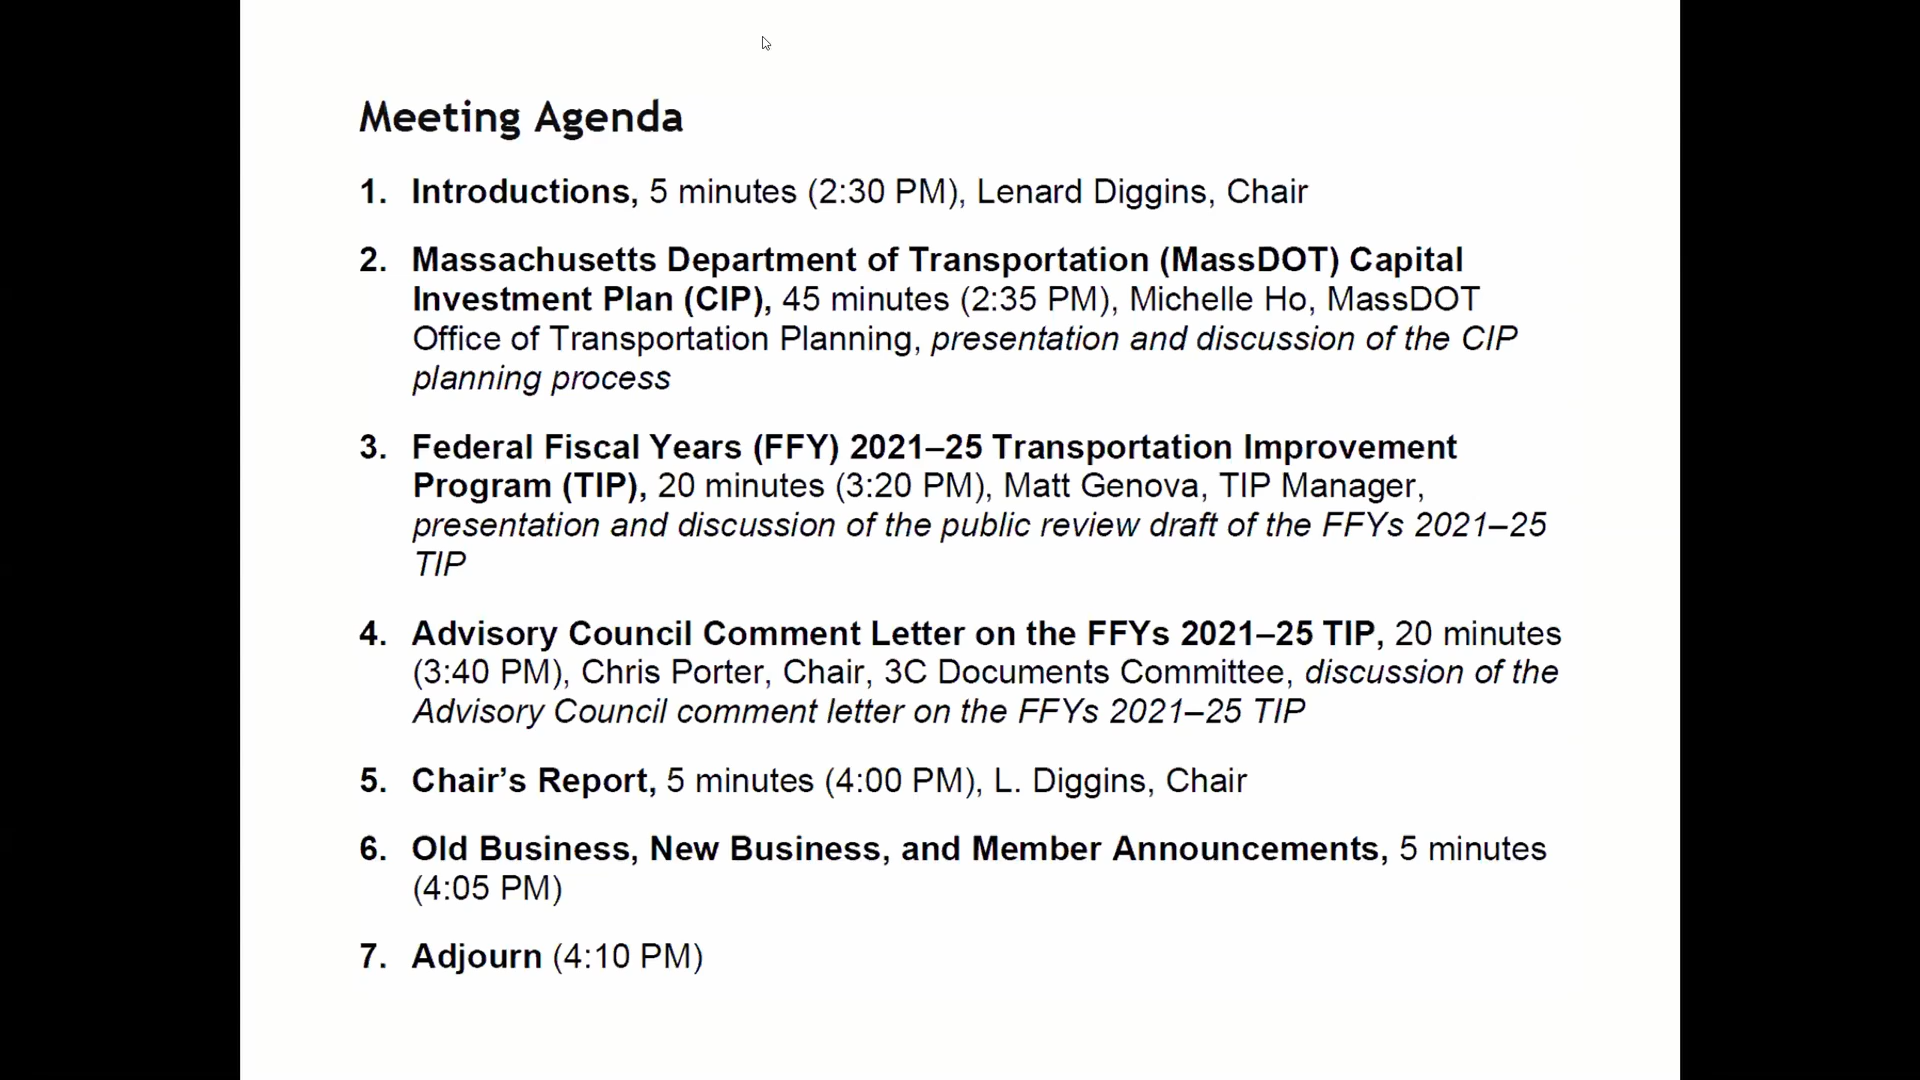 Meeting Agenda
1. Introductions, 5 minutes (2:30 PM), Lenard Diggins, Chair
2. Massachusetts Department of Transportation (MassDOT) Capital
Investment Plan (CIP), 45 minutes (2:35 PM), Michelle Ho, MassDOT
Office of Transportation Planning, presentation and discussion of the CIP
planning process
3. Federal Fiscal Years (FFY) 2021–25 Transportation Improvement
Program (TIP), 20 minutes (3:20 PM), Matt Genova, TIP Manager,
presentation and discussion of the public review draft of the FFYs 2021–25
TIP
4. Advisory Council Comment Letter on the FFYs 2021–25 TIP, 20 minutes
(3:40 PM), Chris Porter, Chair, 3C Documents Committee, discussion of the
Advisory Council comment letter on the FFYs 2021–25 TIP
5. Chair’s Report, 5 minutes (4:00 PM), L. Diggins, Chair
6. Old Business, New Business, and Member Announcements, 5 minutes
(4:05 PM)
7. Adjourn (4:10 PM)